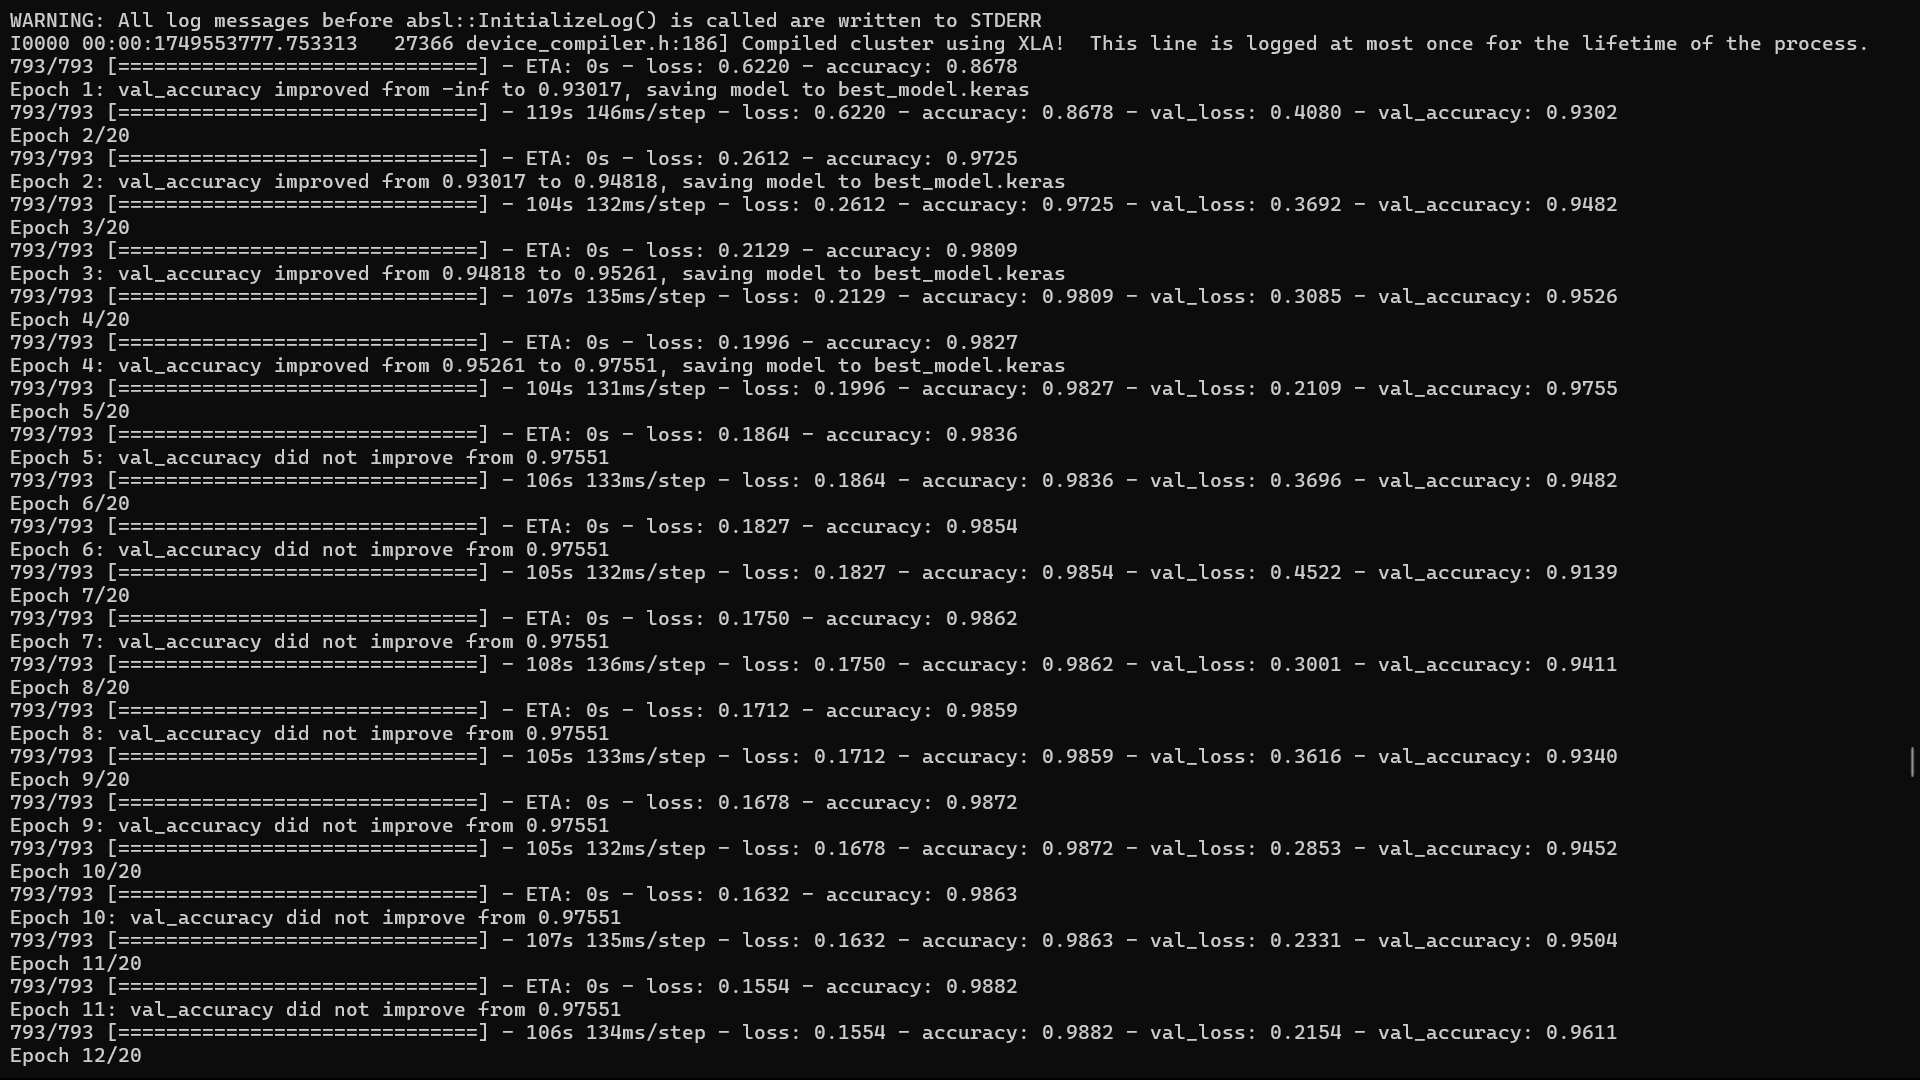 WARNING: All log messages before absl::InitializeLog() is called are written to STDERR
I0000 00:00:1749553777.753313   27366 device_compiler.h:186] Compiled cluster using XLA!  This line is logged at most once for the lifetime of the process.
793/793 [==============================] - ETA: 0s - loss: 0.6220 - accuracy: 0.8678
Epoch 1: val_accuracy improved from -inf to 0.93017, saving model to best_model.keras
793/793 [==============================] - 119s 146ms/step - loss: 0.6220 - accuracy: 0.8678 - val_loss: 0.4080 - val_accuracy: 0.9302
Epoch 2/20
793/793 [==============================] - ETA: 0s - loss: 0.2612 - accuracy: 0.9725
Epoch 2: val_accuracy improved from 0.93017 to 0.94818, saving model to best_model.keras
793/793 [==============================] - 104s 132ms/step - loss: 0.2612 - accuracy: 0.9725 - val_loss: 0.3692 - val_accuracy: 0.9482
Epoch 3/20
793/793 [==============================] - ETA: 0s - loss: 0.2129 - accuracy: 0.9809
Epoch 3: val_accuracy improved from 0.94818 to 0.95261, saving model to best_model.keras
793/793 [==============================] - 107s 135ms/step - loss: 0.2129 - accuracy: 0.9809 - val_loss: 0.3085 - val_accuracy: 0.9526
Epoch 4/20
793/793 [==============================] - ETA: 0s - loss: 0.1996 - accuracy: 0.9827
Epoch 4: val_accuracy improved from 0.95261 to 0.97551, saving model to best_model.keras
793/793 [==============================] - 104s 131ms/step - loss: 0.1996 - accuracy: 0.9827 - val_loss: 0.2109 - val_accuracy: 0.9755
Epoch 5/20
793/793 [==============================] - ETA: 0s - loss: 0.1864 - accuracy: 0.9836
Epoch 5: val_accuracy did not improve from 0.97551
793/793 [==============================] - 106s 133ms/step - loss: 0.1864 - accuracy: 0.9836 - val_loss: 0.3696 - val_accuracy: 0.9482
Epoch 6/20
793/793 [==============================] - ETA: 0s - loss: 0.1827 - accuracy: 0.9854
Epoch 6: val_accuracy did not improve from 0.97551
793/793 [==============================] - 105s 132ms/step - loss: 0.1827 - accuracy: 0.9854 - val_loss: 0.4522 - val_accuracy: 0.9139
Epoch 7/20
793/793 [==============================] - ETA: 0s - loss: 0.1750 - accuracy: 0.9862
Epoch 7: val_accuracy did not improve from 0.97551
793/793 [==============================] - 108s 136ms/step - loss: 0.1750 - accuracy: 0.9862 - val_loss: 0.3001 - val_accuracy: 0.9411
Epoch 8/20
793/793 [==============================] - ETA: 0s - loss: 0.1712 - accuracy: 0.9859
Epoch 8: val_accuracy did not improve from 0.97551
793/793 [==============================] - 105s 133ms/step - loss: 0.1712 - accuracy: 0.9859 - val_loss: 0.3616 - val_accuracy: 0.9340
Epoch 9/20
793/793 [==============================] - ETA: 0s - loss: 0.1678 - accuracy: 0.9872
Epoch 9: val_accuracy did not improve from 0.97551
793/793 [==============================] - 105s 132ms/step - loss: 0.1678 - accuracy: 0.9872 - val_loss: 0.2853 - val_accuracy: 0.9452
Epoch 10/20
793/793 [==============================] - ETA: 0s - loss: 0.1632 - accuracy: 0.9863
Epoch 10: val_accuracy did not improve from 0.97551
793/793 [==============================] - 107s 135ms/step - loss: 0.1632 - accuracy: 0.9863 - val_loss: 0.2331 - val_accuracy: 0.9504
Epoch 11/20
793/793 [==============================] - ETA: 0s - loss: 0.1554 - accuracy: 0.9882
Epoch 11: val_accuracy did not improve from 0.97551
793/793 [==============================] - 106s 134ms/step - loss: 0.1554 - accuracy: 0.9882 - val_loss: 0.2154 - val_accuracy: 0.9611
Epoch 12/20